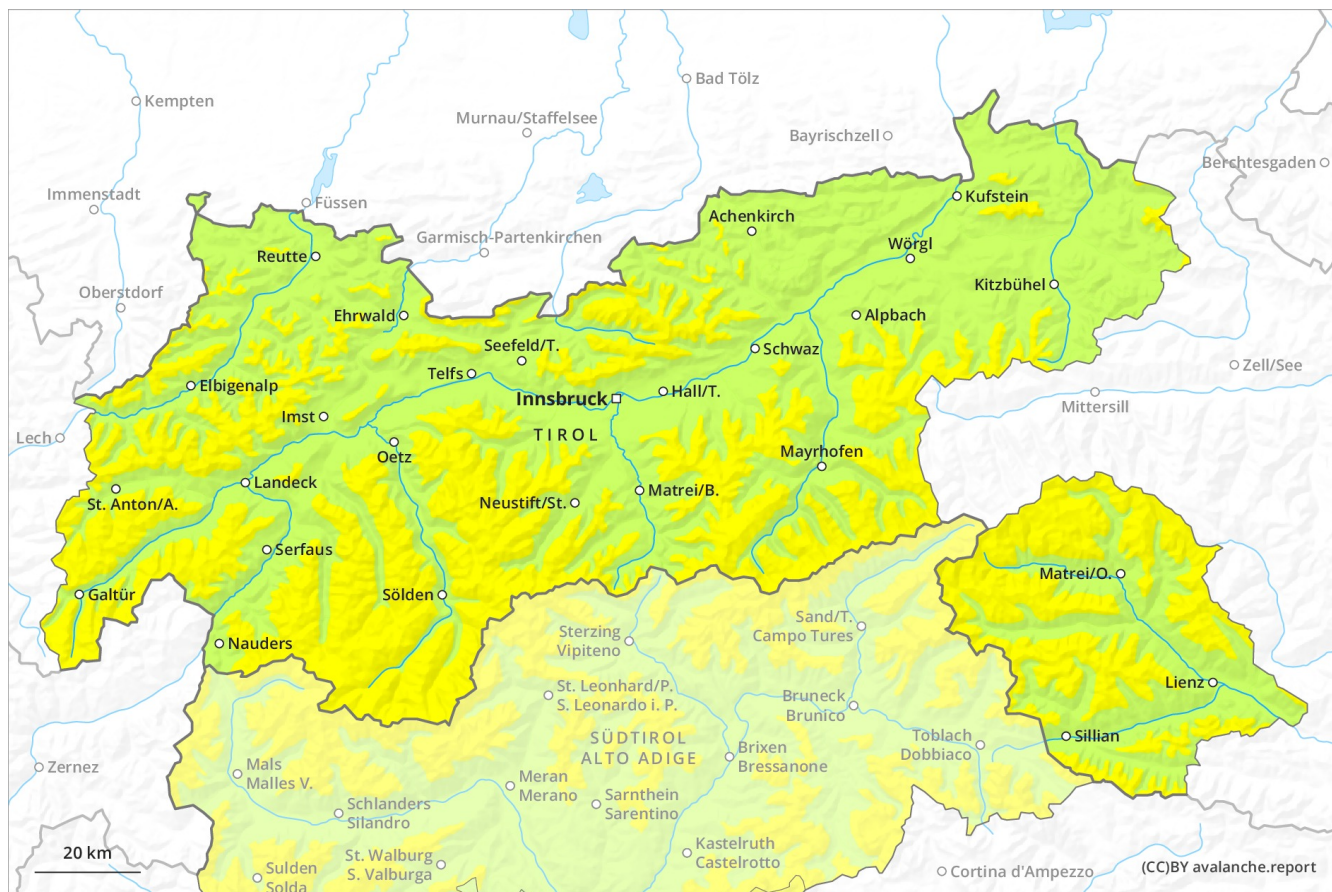 Bad Tölz
Kempten
Murnau/Staffelsee
Bayrischzell
Berchtesgaden
Immenstadt
Füssen
Kufstein
Achenkirch
Garmisch-Partenkirchen
Wörgl
Reutte
Oberstdorf
Kitzbühel
Ehrwald
Alpbach
Seefeld/T.
Schwaz
Zell/See
Telfs
Elbigenalp
Innsbruck
Hall/T.
Mittersill
Imst
TIROL
Lech
Oetz
Mayrhofen
Landeck
Matrei/B.
St. Anton/A.
Neustift/St.
Serfaus
Matrei/O.
Galtür
Sölden
Sand/T.
Campo Tures
Sterzing
Vipiteno
Nauders
Lienz
St. Leonhard/P.
S. Leonardo i. P.
Bruneck
Brunico
SÜDTIROL
ALTO ADIGE
Sillian
Toblach
Dobbiaco
Brixen
Bressanone
Zernez
Mals
Malles V.
Meran
Merano
Sarnthein
Sarentino
Schlanders
Silandro
Kastelruth
Castelrotto
20 km
St. Walburg
S. Valburga
Sulden
Solda
Cortina d'Ampezzo
(CC)BY avalanche.report